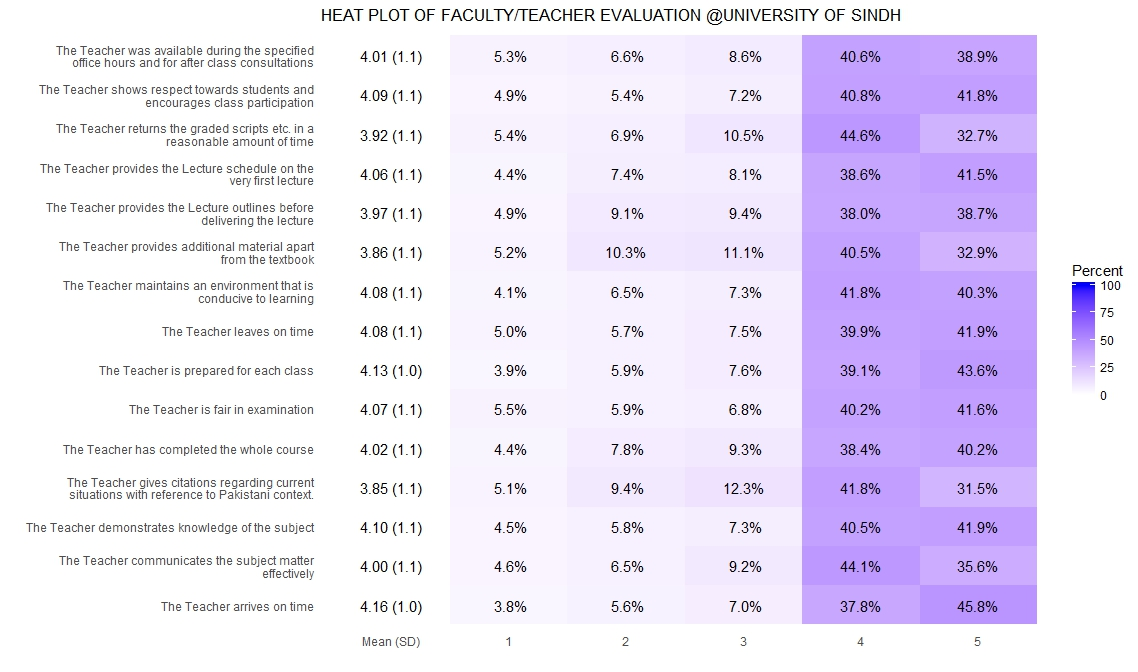 HEAT PLOT OF FACULTY/TEACHER EVALUATION @UNIVERSITY OF SINDH
The Teacher was available during the specified
office hours and for after class consultations
4.01 (1.1) 5.3% 6.6% 8.6% 40.6% 38.9%
The Teacher shows respect towards students and
encourages class participation
4.09 (1.1) 4.9% 5.4% 7.2% 40.8% 41.8%
The Teacher returns the graded scripts etc. in a
reasonable amount of time
3.92 (1.1) 5.4% 6.9% 10.5% 44.6% 32.7%
The Teacher provides the Lecture schedule on the
very first lecture
4.06 (1.1) 4.4% 7.4% 8.1% 38.6% 41.5%
The Teacher provides the Lecture outlines before
delivering the lecture
3.97 (1.1) 4.9% 9.1% 9.4% 38.0% 38.7%
The Teacher provides additional material apart
from the textbook
3.86 (1.1) 5.2% 10.3% 11.1% 40.5% 32.9%
The Teacher maintains an environment that is
conducive to learning
4.08 (1.1) 4.1% 6.5% 7.3% 41.8% 40.3%
The Teacher leaves on time 4.08 (1.1) 5.0% 5.7% 7.5% 39.9% 41.9%
The Teacher is prepared for each class 4.13 (1.0) 3.9% 5.9% 7.6% 39.1% 43.6%
The Teacher is fair in examination 4.07 (1.1) 5.5% 5.9% 6.8% 40.2% 41.6%
The Teacher has completed the whole course 4.02 (1.1) 4.4% 7.8% 9.3% 38.4% 40.2%
The Teacher gives citations regarding current
situations with reference to Pakistani context.
3.85 (1.1) 5.1% 9.4% 12.3% 41.8% 31.5%
The Teacher demonstrates knowledge of the subject 4.10 (1.1) 4.5% 5.8% 7.3% 40.5% 41.9%
The Teacher communicates the subject matter
effectively
4.00 (1.1) 4.6% 6.5% 9.2% 44.1% 35.6%
The Teacher arrives on time 4.16 (1.0) 3.8% 5.6% 7.0% 37.8% 45.8%
Mean (SD) 1 2 3 4 5
Percent
100
75
50
25
0